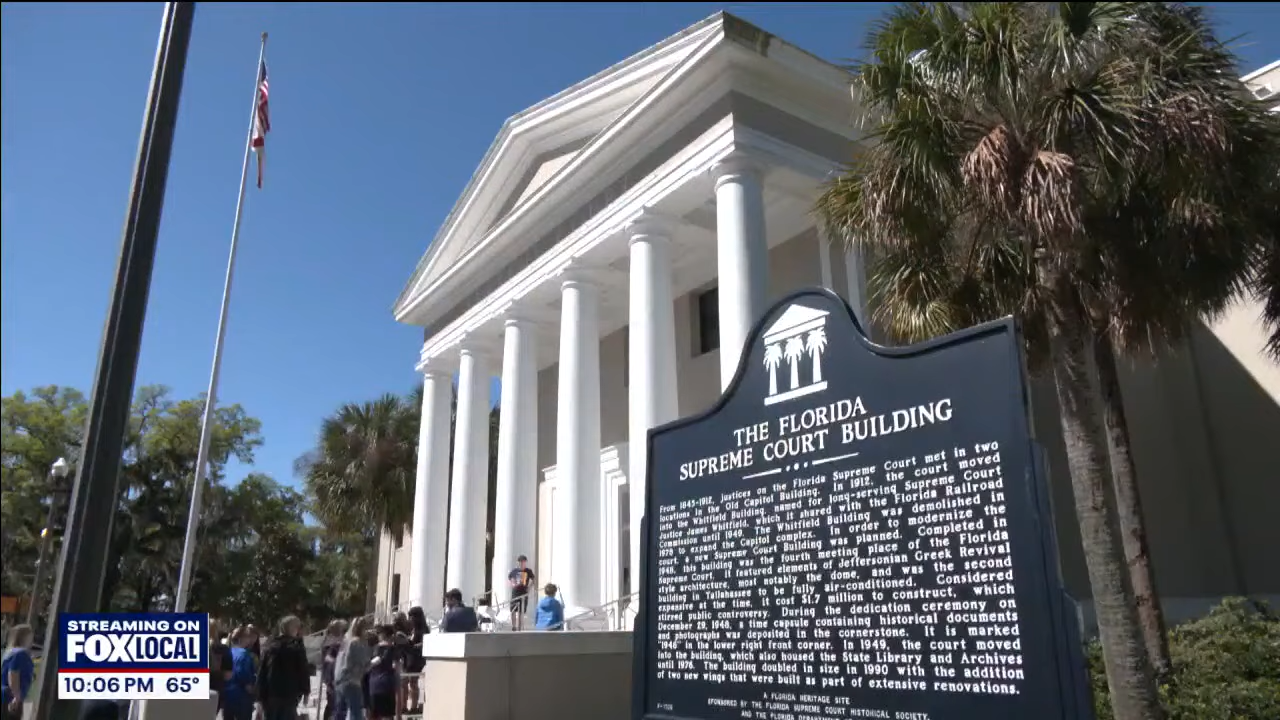 THE FLORIDA
SUPREME COURT BUILDING
From 1845-1912, justices on the Florida Supreme Court met in two
locations in the Old Capitol Building. In 1912, the court moved
into the Whitfield Building, named for long-serving Supreme Court
Justice James Whitfield, which it shared with the Florida Railroad
Commission until 1949. The Whitfield Building was demolished in
1978 to expand the Capitol complex. In order to modernize the
court, a new Supreme Court Building was planned. Completed in
1948, this building was the fourth meeting place of the Florida
Supreme Court. It featured elements of Jeffersonian Greek Revival
style architecture, most notably the dome, and was the second
building in Tallahassee to be fully air-conditioned. Considered
expensive at the time, it cost $1.7 million to construct, which
stirred public controversy. During the dedication ceremony on
December 29, 1948, a time capsule containing historical documents
and photographs was deposited in the cornerstone. It is marked
"1946" in the lower right front corner. In 1949, the court moved
into the building, which also housed the State Library and Archives
until 1976. The building doubled in size in 1990 with the addition
of two new wings that were built as part of extensive renovations.
A FLORIDA HERITAGE SITE
SPONSORED BY THE FLORIDA SUPREME COURT HISTORICAL SOCIETY,
AND THE FLORIDA DEPARTMENT
STREAMING ON
FOX LOCAL
10:06 PM 65°